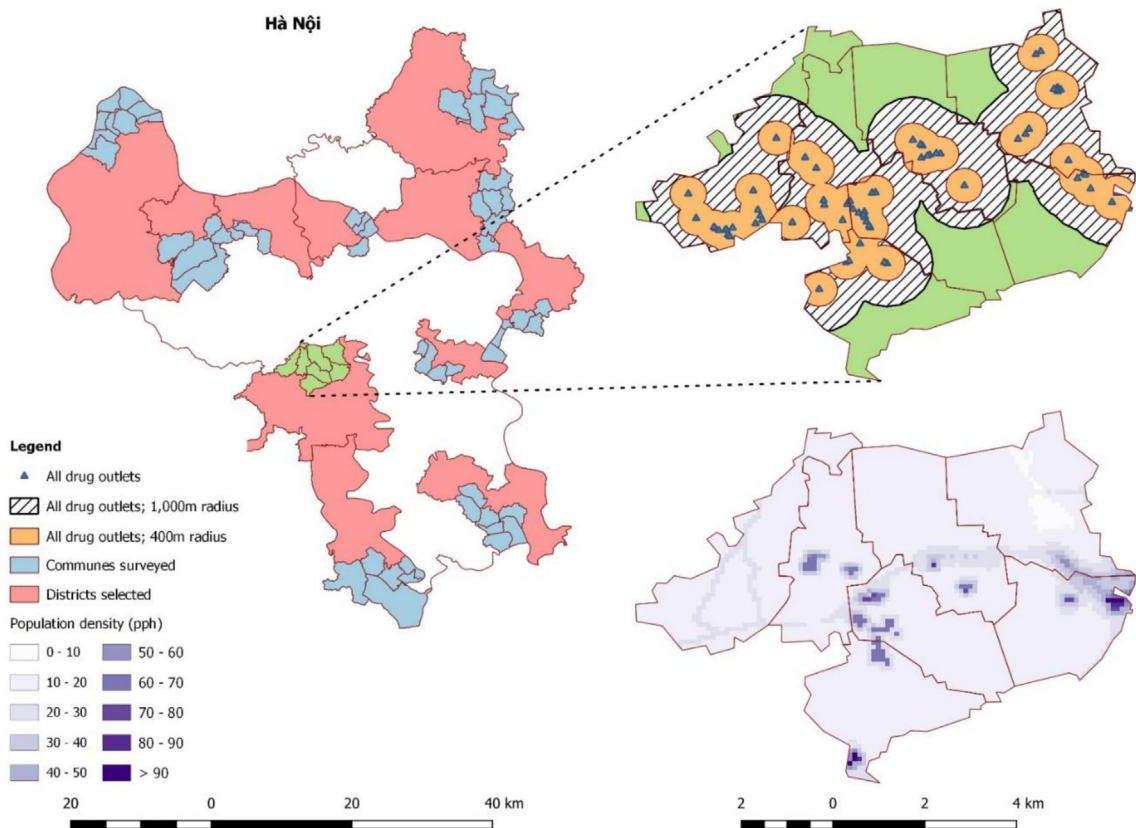 Hà Nội
Legend
All drug outlets
All drug outlets; 1,000m radius
All drug outlets; 400m radius
Communes surveyed
Districts selected
Population density (pph)
0 - 10 50 - 60
10 - 20 60 - 70
20 - 30 70 - 80
30 - 40 80 - 90
40 - 50 > 90
20 0 20 40 km
2 0 2 4 km